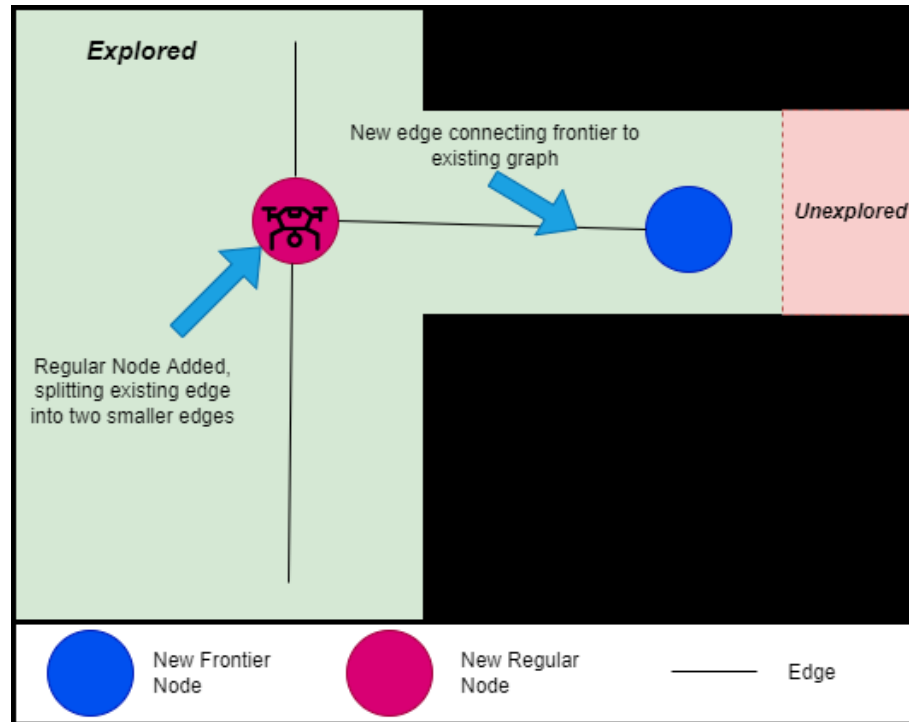 Explored
New edge connecting frontier to
existing graph
Unexplored
Regular Node Added,
splitting existing edge
into two smaller edges
New Frontier
Node
New Regular
Node
Edge